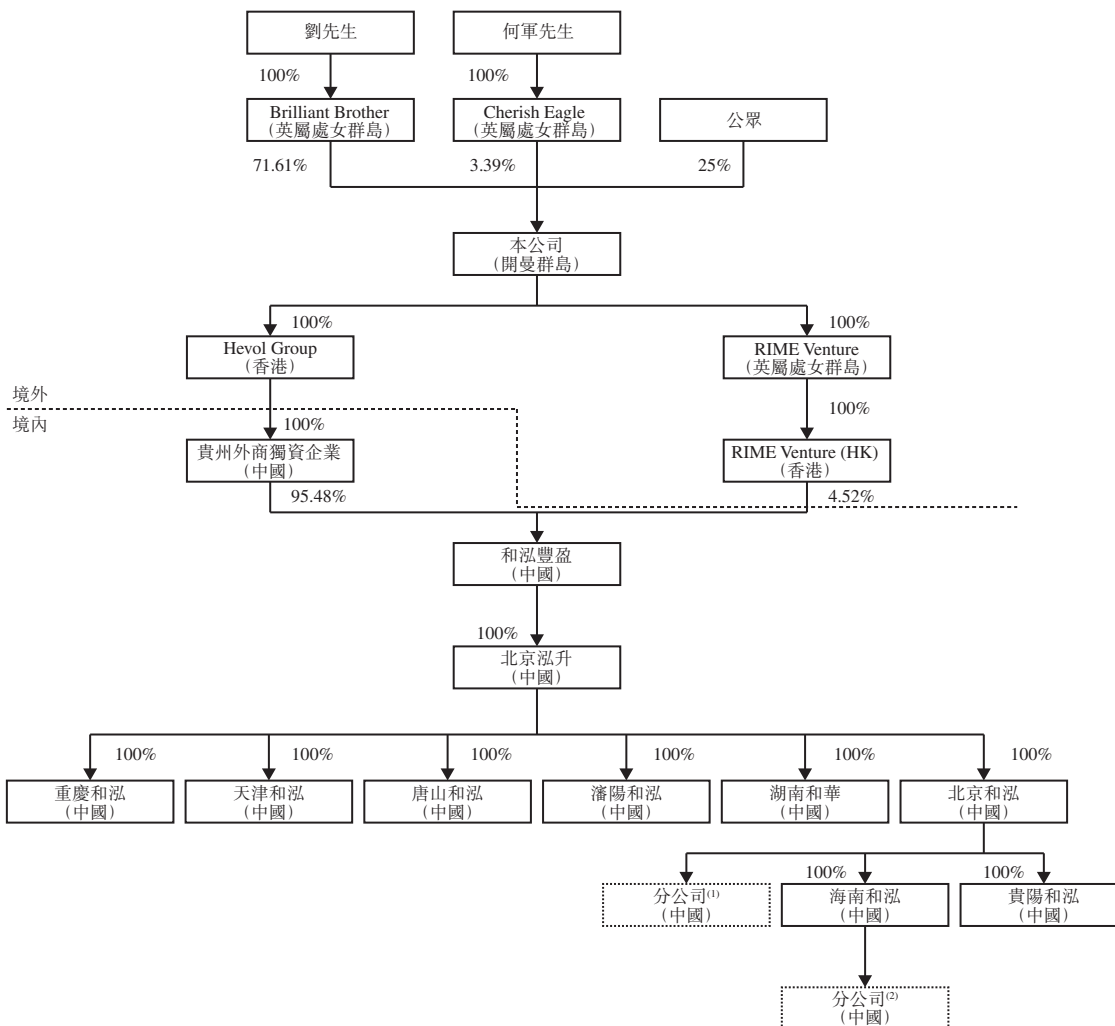 劉先生
何軍先生
100%
100%
Brilliant Brother
(英屬處女群島)
Cherish Eagle
(英屬處女群島)
公眾
71.61%
3.39%
25%
本公司
(開曼群島)
100%
100%
Hevol Group
(香港)
RIME Venture
(英屬處女群島)
境外
境內
100%
100%
貴州外商獨資企業
(中國)
RIME Venture (HK)
(香港)
95.48%
4.52%
和泓豐盈
(中國)
100%
北京泓升
(中國)
100%
100%
100%
100%
100%
100%
重慶和泓
(中國)
天津和泓
(中國)
唐山和泓
(中國)
瀋陽和泓
(中國)
湖南和華
(中國)
北京和泓
(中國)
100%
100%
分公司(1)
(中國)
海南和泓
(中國)
貴陽和泓
(中國)
分公司(2)
(中國)